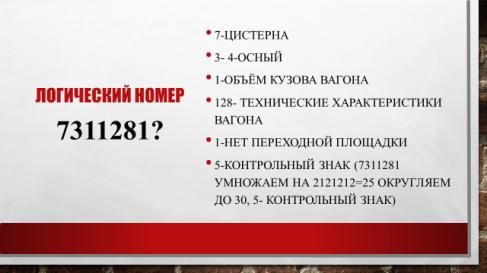 ЛОГИЧЕСКИЙ НОМЕР
7311281?
• 7-ЦИСТЕРНА
• 3- 4-ОСНЫЙ
• 1-ОБЪЁМ КУЗОВА ВАГОНА
• 128- ТЕХНИЧЕСКИЕ ХАРАКТЕРИСТИКИ
ВАГОНА
• 1-НЕТ ПЕРЕХОДНОЙ ПЛОЩАДКИ
• 5-КОНТРОЛЬНЫЙ ЗНАК (7311281
УМНОЖАЕМ НА 2121212=25 ОКРУГЛЯЕМ
ДО 30, 5- КОНТРОЛЬНЫЙ ЗНАК)